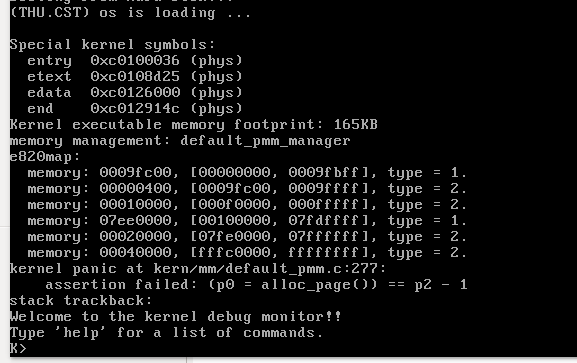 (THU.CST) os is loading ...
Special kernel symbols:
entry 0xc0100036 (phys)
etext 0xc0108d25 (phys)
edata 0xc0126000 (phys)
end 0xc012914c (phys)
Kernel executable memory footprint: 165KB
memory management: default_pmm_manager
e820map:
memory: 0009fc00, [00000000, 0009fbff], type = 1.
memory: 00000400, [0009fc00, 0009ffff], type = 2.
memory: 00010000, [000f0000, 000fffff], type = 2.
memory: 07ee0000, [00100000, 07fdffff], type = 1.
memory: 00020000, [07fe0000, 07ffffff], type = 2.
memory: 00040000, [fffc0000, ffffffff], type = 2.
kernel panic at kern/mm/default_pmm.c:277:
assertion failed: (p0 = alloc_page()) == p2 - 1
stack trackback:
Welcome to the kernel debug monitor!!
Type 'help' for a list of commands.
K>